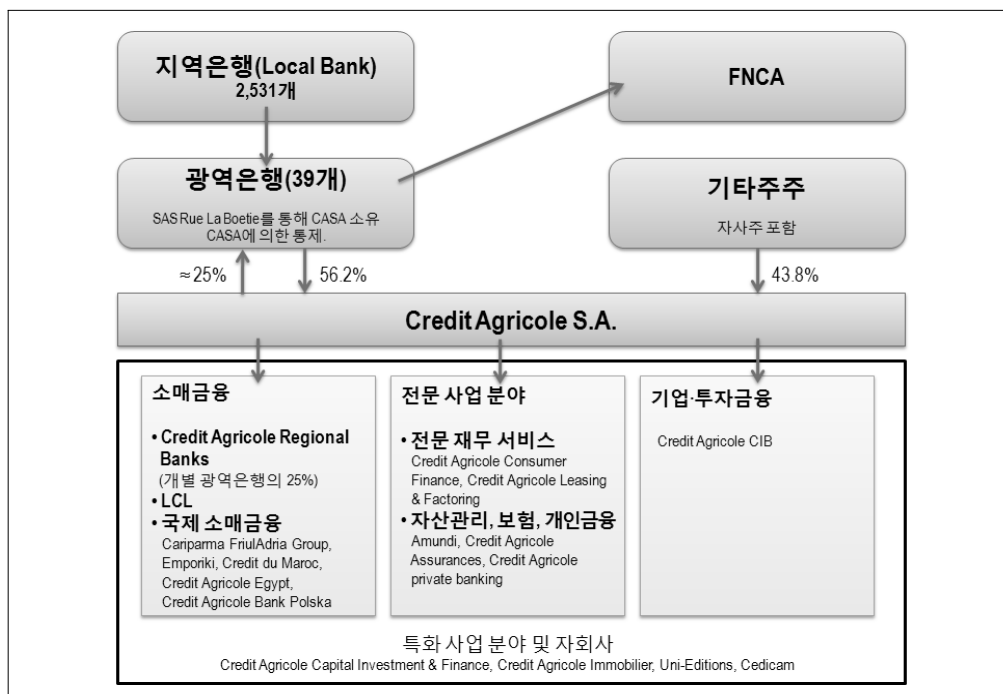 지역은행(Local Bank)
2,531개
FNCA
광역은행(39개)
SAS Rue La Boetie를 통해 CASA 소유
CASA에 의한 통제.
기타주주
자사주 포함
≈25%
56.2%
43.8%
Credit Agricole S.A.
소매금융
• Credit Agricole Regional
Banks
(개별 광역은행의 25%)
• LCL
• 국제 소매금융
Cariparma FriulAdria Group,
Emporiki, Credit du Maroc,
Credit Agricole Egypt,
Credit Agricole Bank Polska
전문 사업 분야
• 전문 재무 서비스
Credit Agricole Consumer
Finance, Credit Agricole Leasing
& Factoring
• 자산관리, 보험, 개인금융
Amundi, Credit Agricole
Assurances, Credit Agricole
private banking
기업·투자금융
Credit Agricole CIB
특화 사업 분야 및 자회사
Credit Agricole Capital Investment & Finance, Credit Agricole Immobilier, Uni-Editions, Cedicam